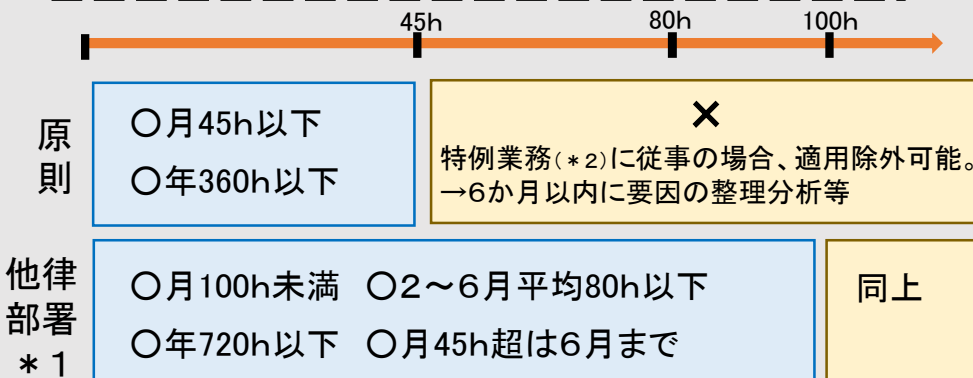 45h 80h 100h
原則
○月45h以下
○年360h以下
×
特例業務(*2)に従事の場合、適用除外可能。
→6か月以内に要因の整理分析等
他律部署*1
○月100h未満 ○2～6月平均80h以下
○年720h以下 ○月45h超は6月まで
同上